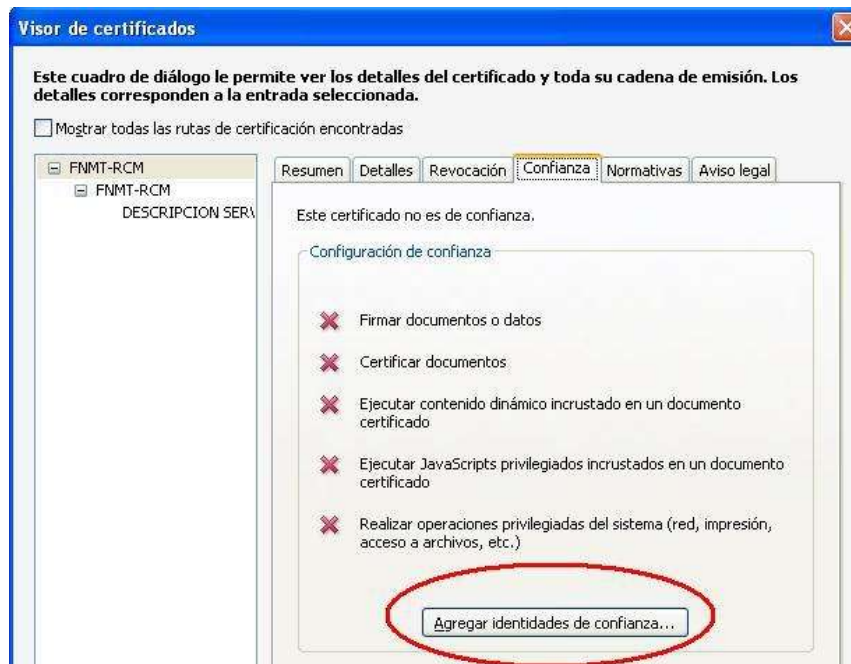 Visor de certificados
Este cuadro de diálogo le permite ver los detalles del certificado y toda su cadena de emisión. Los
detalles corresponden a la entrada seleccionada.
Mostrar todas las rutas de certificación encontradas
FNMT-RCM
FNMT-RCM
DESCRIPCION SER
Resumen Detalles Revocación Confianza Normativas Aviso legal
Este certificado no es de confianza.
Configuración de confianza
Firmar documentos o datos
Certificar documentos
Ejecutar contenido dinámico incrustado en un documento
certificado
Ejecutar JavaScripts privilegiados incrustados en un documento
certificado
Realizar operaciones privilegiadas del sistema (red, impresión,
acceso a archivos, etc.)
Agregar identidades de confianza...